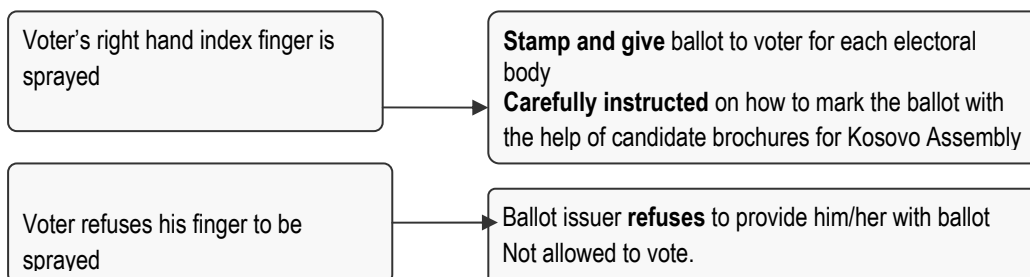 Voter's right hand index finger is
sprayed
Stamp and give ballot to voter for each electoral
body
Carefully instructed on how to mark the ballot with
the help of candidate brochures for Kosovo Assembly
Voter refuses his finger to be
sprayed
Ballot issuer refuses to provide him/her with ballot
Not allowed to vote.